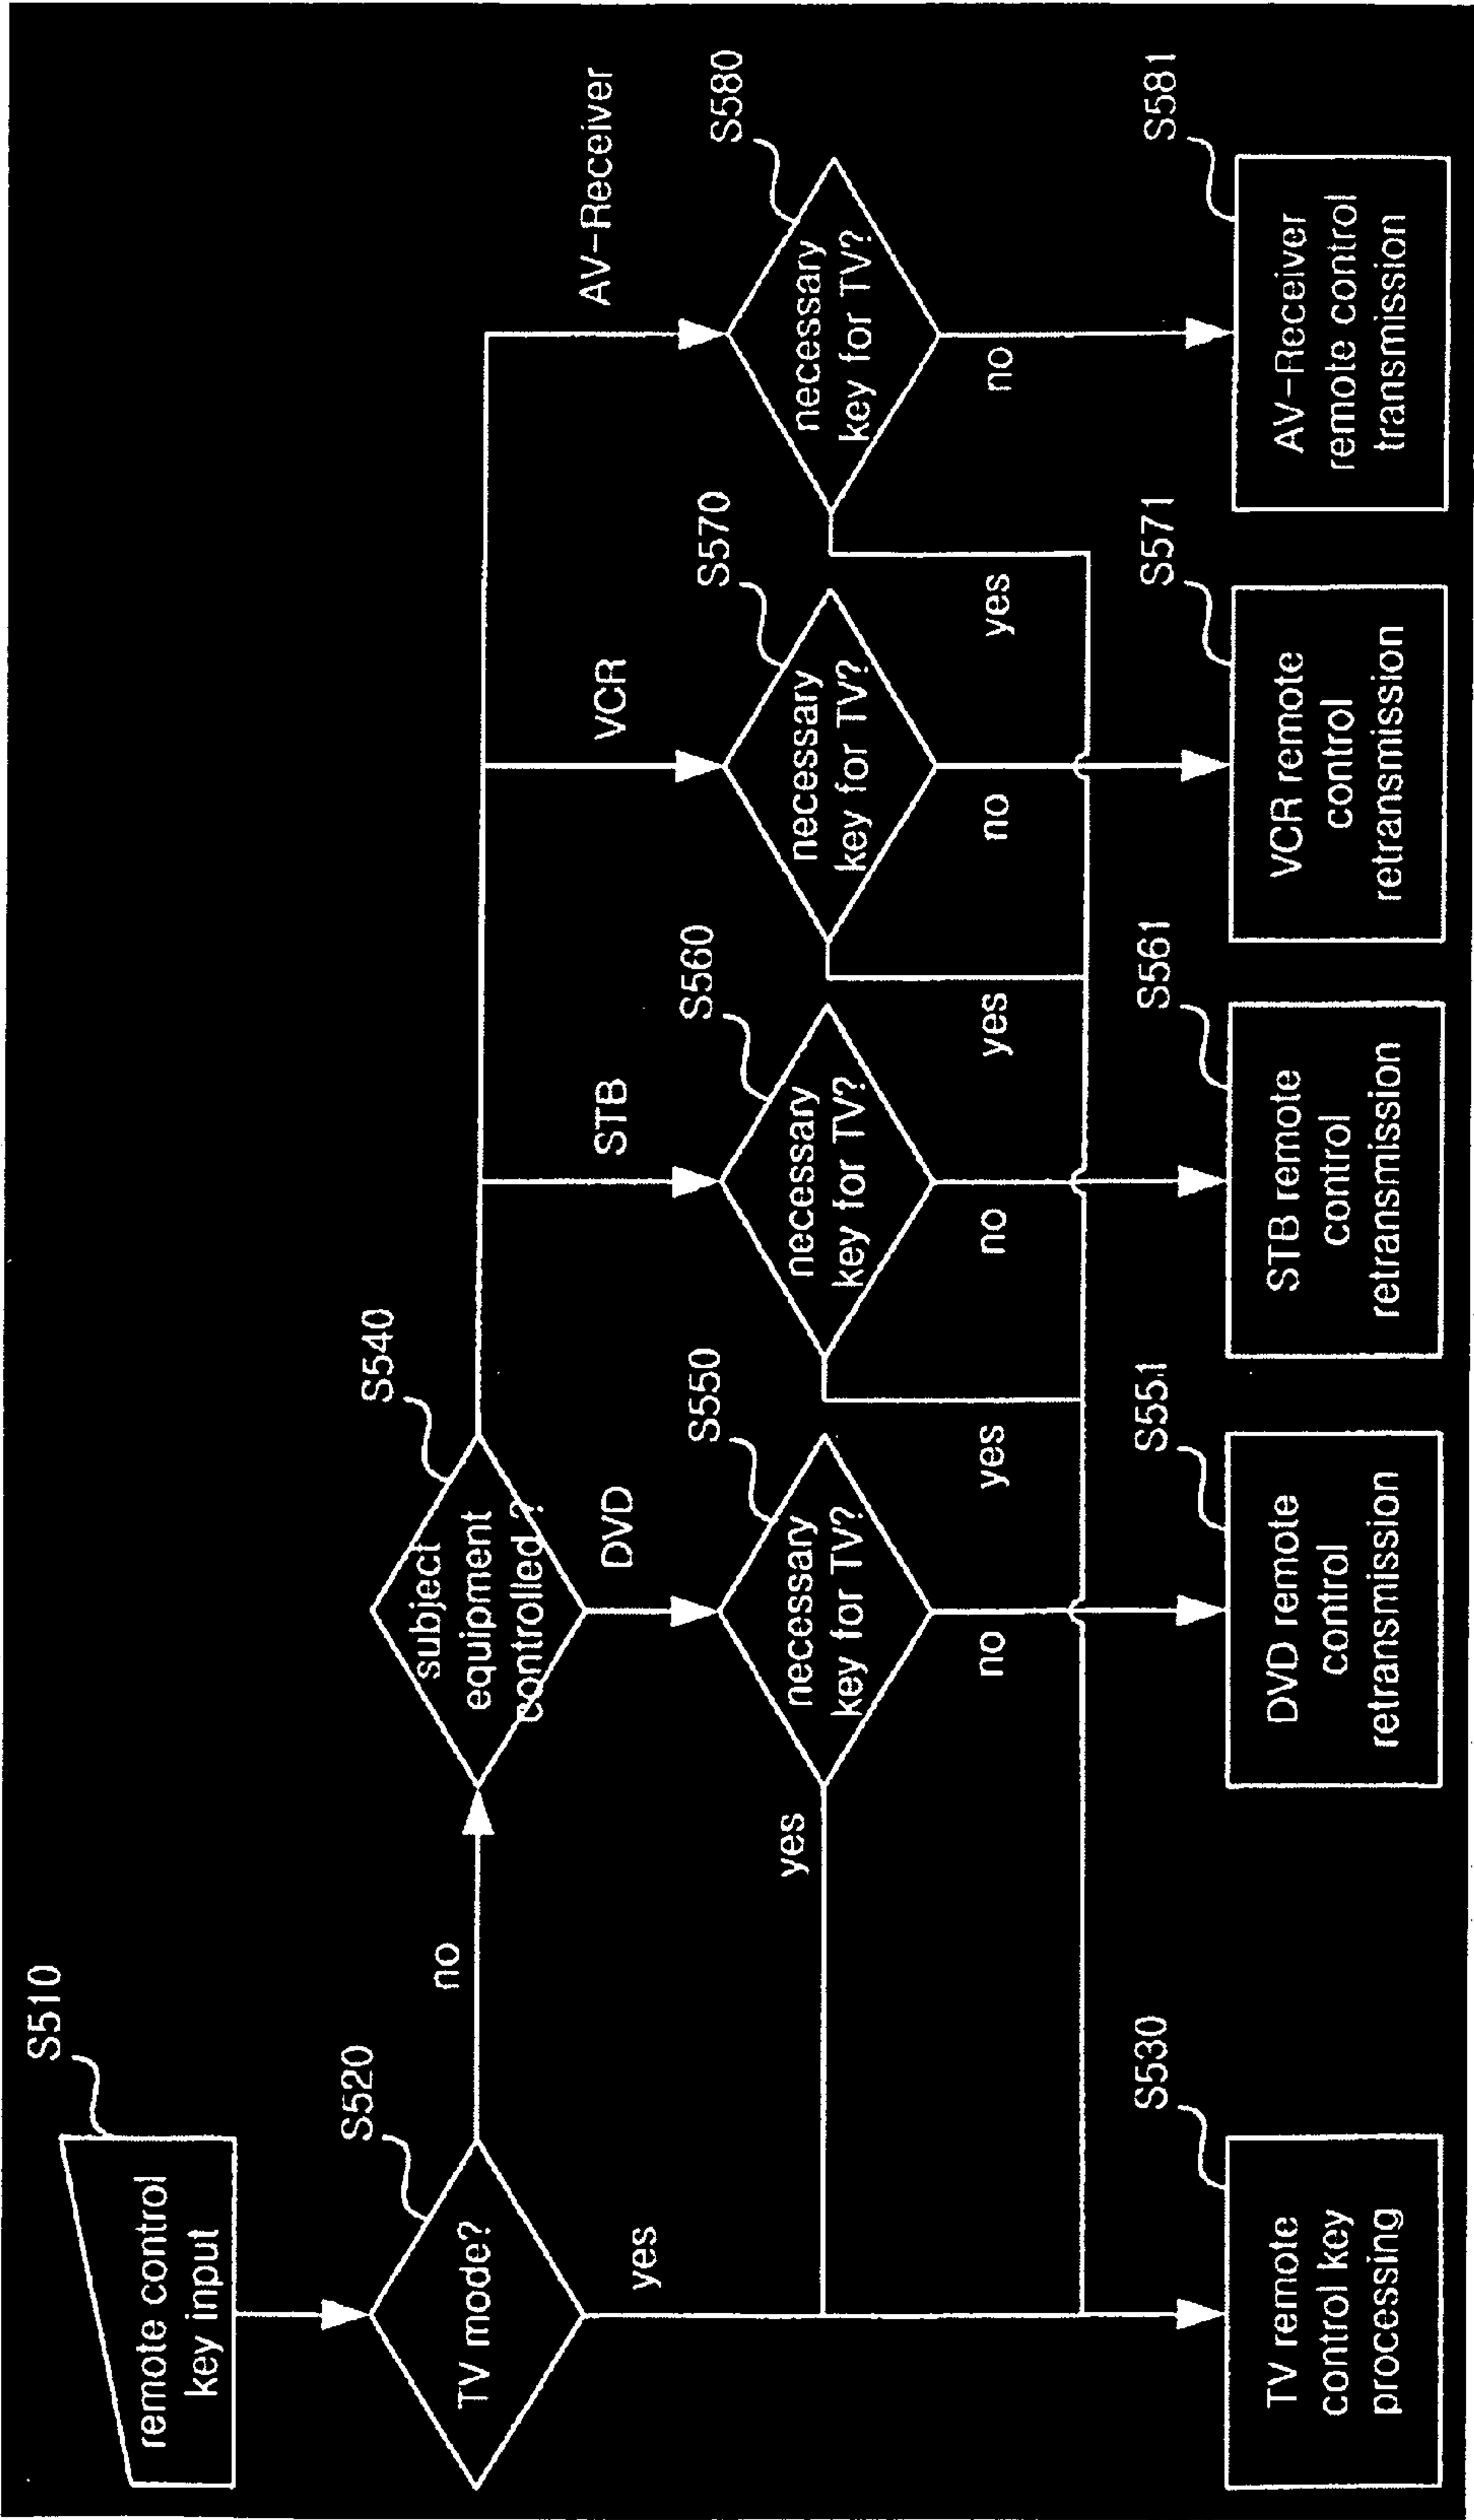 S510
remote control
key input
S520
TV mode?
no
yes
S540
subject
equipment
controlled ?
DVD
STB
VCR
AV-Receiver
S550
necessary
key for TV?
yes
no
S560
necessary
key for TV?
yes
no
S570
necessary
key for TV?
yes
no
S580
necessary
key for TV?
yes
no
S530
TV remote
control key
processing
S551
DVD remote
control
retransmission
S561
STB remote
control
retransmission
S571
VCR remote
control
retransmission
S581
AV-Receiver
remote control
transmission